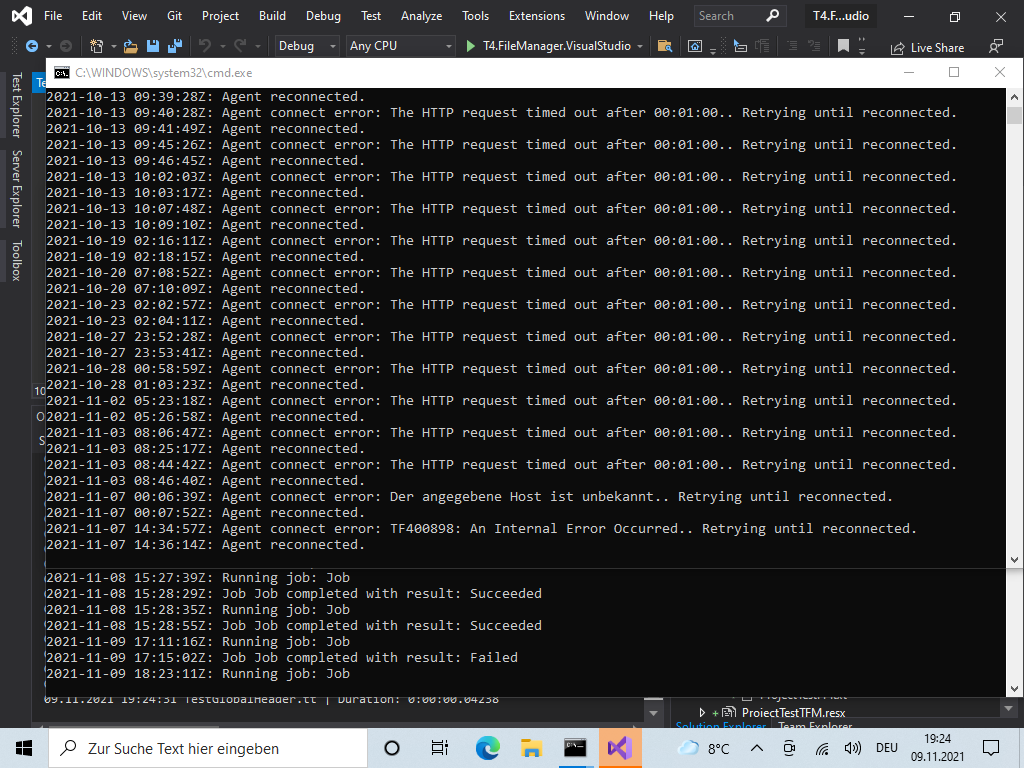 File Edit View Git Project Build Debug Test Analyze Tools Extensions Window Help Search T4.F...udio
Debug Any CPU T4.FileManager.VisualStudio Live Share
C:\WINDOWS\system32\cmd.exe
Test Explorer
Server Explorer
Toolbox
2021-10-13 09:39:28Z: Agent reconnected.
2021-10-13 09:40:28Z: Agent connect error: The HTTP request timed out after 00:01:00.. Retrying until reconnected.
2021-10-13 09:41:49Z: Agent reconnected.
2021-10-13 09:45:26Z: Agent connect error: The HTTP request timed out after 00:01:00.. Retrying until reconnected.
2021-10-13 09:46:45Z: Agent reconnected.
2021-10-13 10:02:03Z: Agent connect error: The HTTP request timed out after 00:01:00.. Retrying until reconnected.
2021-10-13 10:03:17Z: Agent reconnected.
2021-10-13 10:07:48Z: Agent connect error: The HTTP request timed out after 00:01:00.. Retrying until reconnected.
2021-10-13 10:09:10Z: Agent reconnected.
2021-10-19 02:16:11Z: Agent connect error: The HTTP request timed out after 00:01:00.. Retrying until reconnected.
2021-10-19 02:18:15Z: Agent reconnected.
2021-10-20 07:08:52Z: Agent connect error: The HTTP request timed out after 00:01:00.. Retrying until reconnected.
2021-10-20 07:10:09Z: Agent reconnected.
2021-10-23 02:02:57Z: Agent connect error: The HTTP request timed out after 00:01:00.. Retrying until reconnected.
2021-10-23 02:04:11Z: Agent reconnected.
2021-10-27 23:52:28Z: Agent connect error: The HTTP request timed out after 00:01:00.. Retrying until reconnected.
2021-10-27 23:53:41Z: Agent reconnected.
2021-10-28 00:58:59Z: Agent connect error: The HTTP request timed out after 00:01:00.. Retrying until reconnected.
2021-10-28 01:03:23Z: Agent reconnected.
2021-11-02 05:23:18Z: Agent connect error: The HTTP request timed out after 00:01:00.. Retrying until reconnected.
2021-11-02 05:26:58Z: Agent reconnected.
2021-11-03 08:06:47Z: Agent connect error: The HTTP request timed out after 00:01:00.. Retrying until reconnected.
2021-11-03 08:25:17Z: Agent reconnected.
2021-11-03 08:44:42Z: Agent connect error: The HTTP request timed out after 00:01:00.. Retrying until reconnected.
2021-11-03 08:46:40Z: Agent reconnected.
2021-11-07 00:06:39Z: Agent connect error: Der angegebene Host ist unbekannt.. Retrying until reconnected.
2021-11-07 00:07:52Z: Agent reconnected.
2021-11-07 14:34:57Z: Agent connect error: TF400898: An Internal Error Occurred.. Retrying until reconnected.
2021-11-07 14:36:14Z: Agent reconnected.
2021-11-08 15:27:39Z: Running job: Job
2021-11-08 15:28:29Z: Job Job completed with result: Succeeded
2021-11-08 15:28:35Z: Running job: Job
2021-11-08 15:28:55Z: Job Job completed with result: Succeeded
2021-11-09 17:11:16Z: Running job: Job
2021-11-09 17:15:02Z: Job Job completed with result: Failed
2021-11-09 18:23:11Z: Running job: Job
09.11.2021 19:24:31 TestGlobalHeader.tt | Duration: 0:00:00.04238
ProjectTestTFM.resx
Solution Explorer Team Explorer
Zur Suche Text hier eingeben
8°C
DEU
19:24
09.11.2021